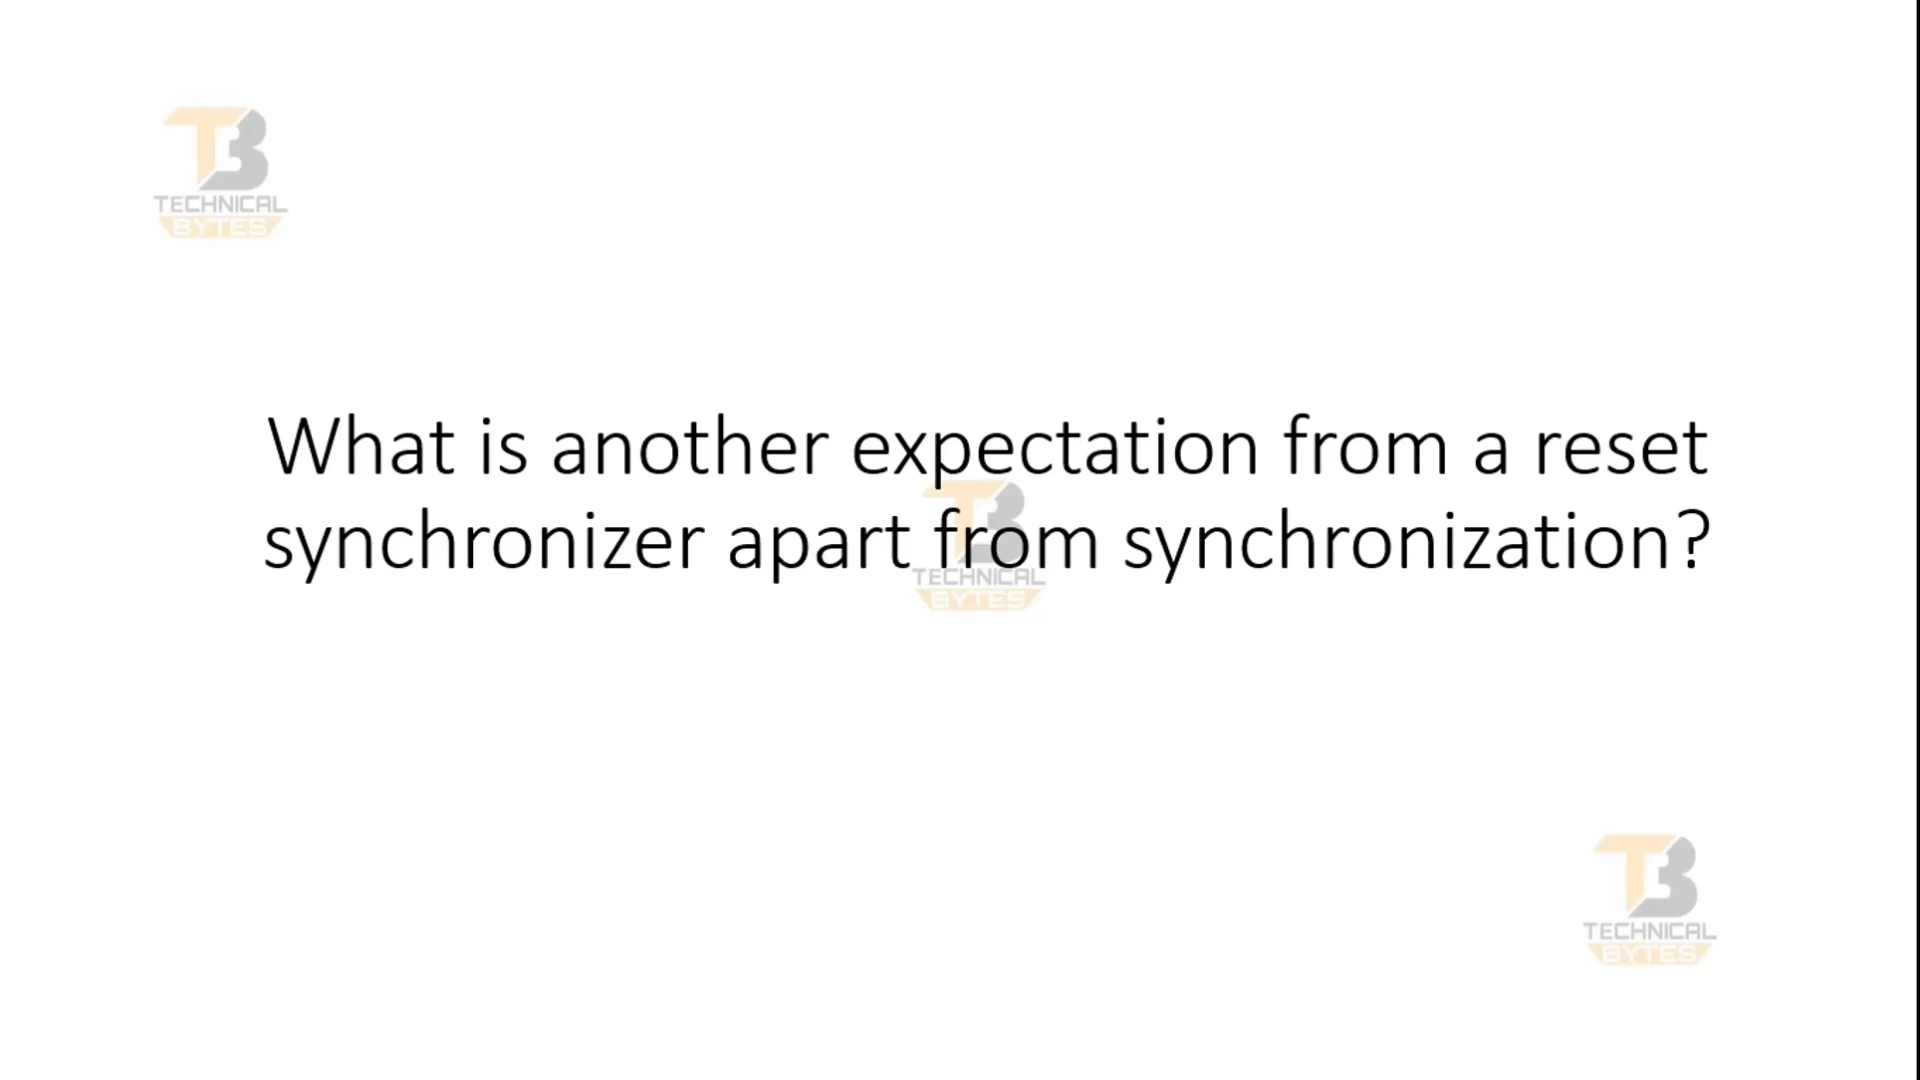 TECHNICAL
BYTES
What is another expectation from a reset
synchronizer apart from synchronization?
TECHNICAL
BYTES
TECHNICAL
BYTES